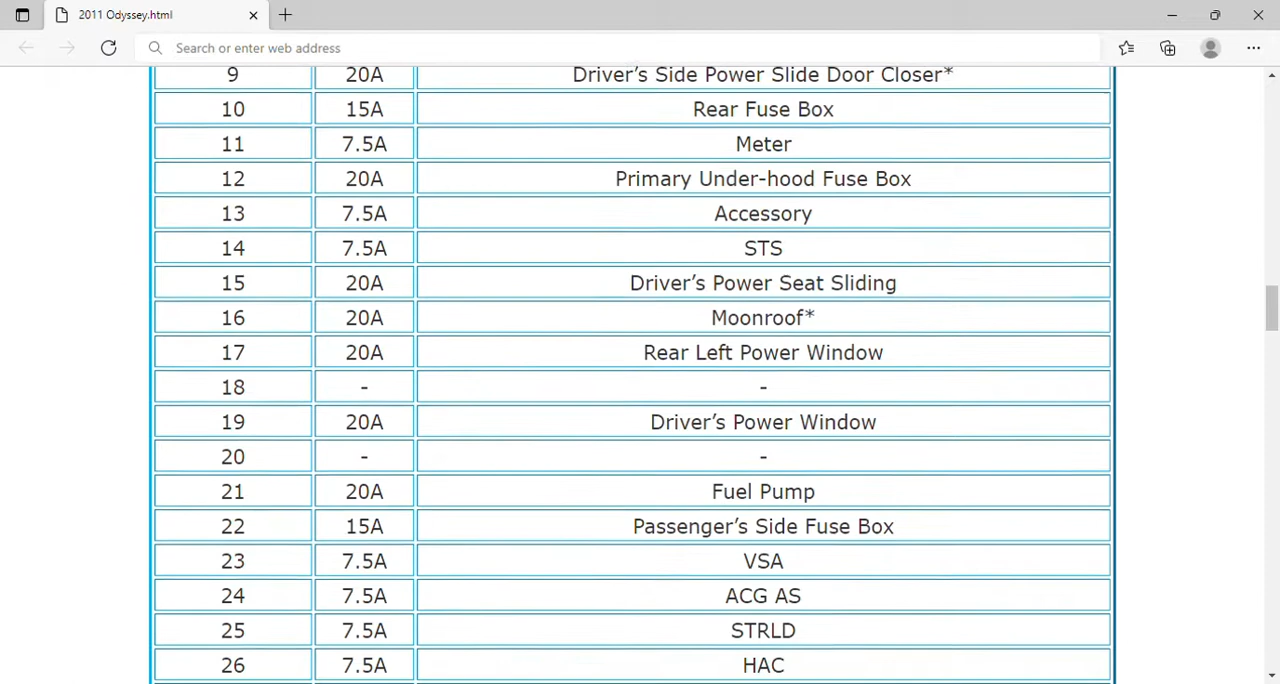 2011 Odyssey.html
Search or enter web address
9 20A Driver’s Side Power Slide Door Closer*
10 15A Rear Fuse Box
11 7.5A Meter
12 20A Primary Under-hood Fuse Box
13 7.5A Accessory
14 7.5A STS
15 20A Driver’s Power Seat Sliding
16 20A Moonroof*
17 20A Rear Left Power Window
18 - -
19 20A Driver’s Power Window
20 - -
21 20A Fuel Pump
22 15A Passenger’s Side Fuse Box
23 7.5A VSA
24 7.5A ACG AS
25 7.5A STRLD
26 7.5A HAC